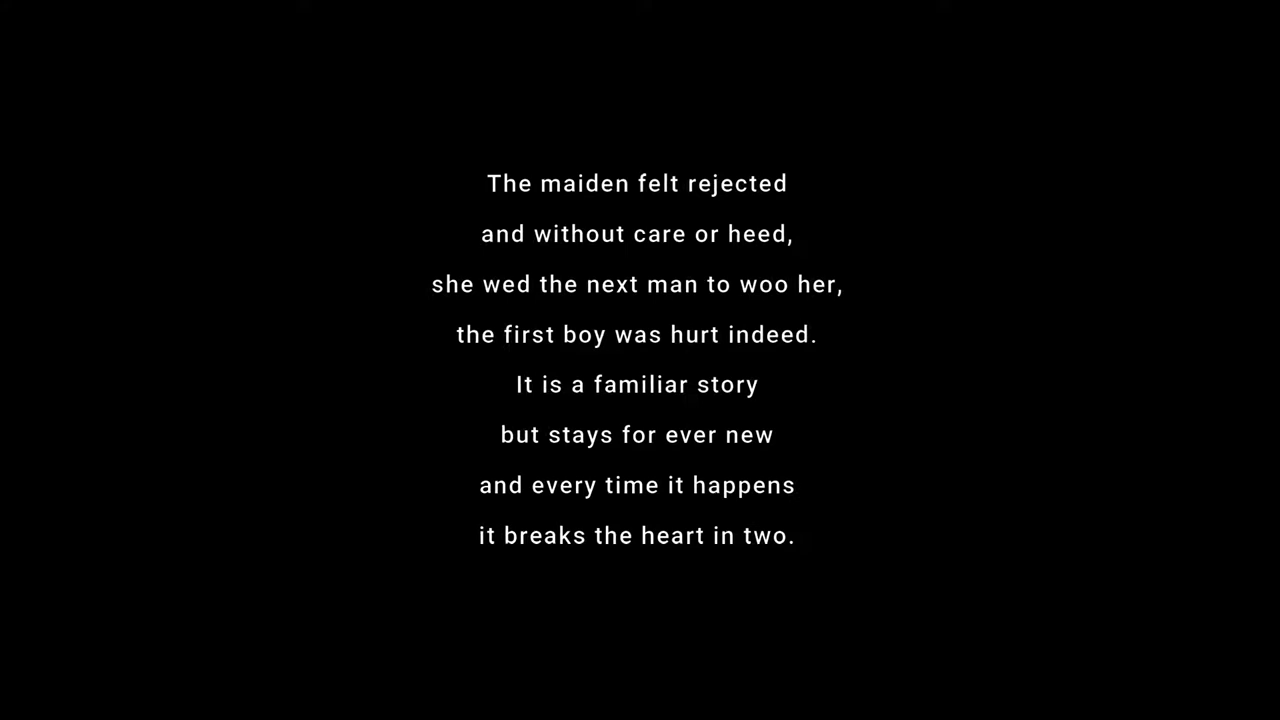 The maiden felt rejected
and without care or heed,
she wed the next man to woo her,
the first boy was hurt indeed.
It is a familiar story
but stays for ever new
and every time it happens
it breaks the heart in two.